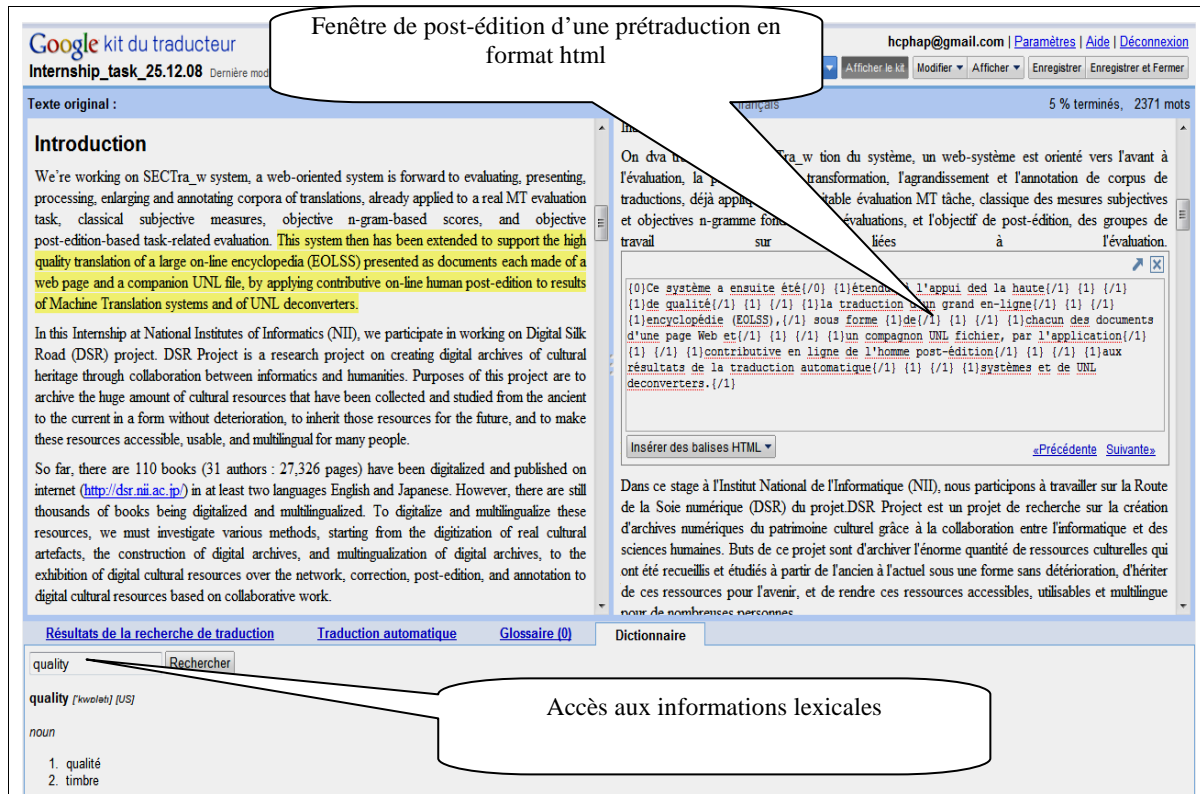 Fenêtre de post-édition d'une prétraduction en
format html
Google kit du traducteur
hcphap@gmail.com | Paramètres | Aide | Déconnexion
Internship_task_25.12.08 Dernière mod
Afficher le kit Modifier Afficher Enregistrer Enregistrer et Fermer
Texte original :
français 5 % terminés, 2371 mots
Introduction
We're working on SECTra_w system, a web-oriented system is forward to evaluating, presenting,
processing, enlarging and annotating corpora of translations, already applied to a real MT evaluation
task, classical subjective measures, objective n-gram-based scores, and objective
post-edition-based task-related evaluation. This system then has been extended to support the high
quality translation of a large on-line encyclopedia (EOLSS) presented as documents each made of a
web page and a companion UNL file, by applying contributive on-line human post-edition to results
of Machine Translation systems and of UNL deconverters.
In this Internship at National Institutes of Informatics (NII), we participate in working on Digital Silk
Road (DSR) project. DSR Project is a research project on creating digital archives of cultural
heritage through collaboration between informatics and humanities. Purposes of this project are to
archive the huge amount of cultural resources that have been collected and studied from the ancient
to the current in a form without deterioration, to inherit those resources for the future, and to make
these resources accessible, usable, and multilingual for many people.
So far, there are 110 books (31 authors : 27,326 pages) have been digitalized and published on
internet (http://dsr.nii.ac.jp/) in at least two languages English and Japanese. However, there are still
thousands of books being digitalized and multilingualized. To digitalize and multilingualize these
resources, we must investigate various methods, starting from the digitization of real cultural
artefacts, the construction of digital archives, and multingualization of digital archives, to the
exhibition of digital cultural resources over the network, correction, post-edition, and annotation to
digital cultural resources based on collaborative work.
On dva Tra_w tion du système, un web-système est orienté vers l'avant à
l'évaluation, la transformation, l'agrandissement et l'annotation de corpus de
traductions, déjà évaluation MT tâche, classique des mesures subjectives
et objectives n-gramme évaluations, et l'objectif de post-édition, des groupes de
travail sur liées à l'évaluation.
{0}Ce système a ensuite été{/0} {1} l'appui ded la haute{/1} {1} {/1}
{1}de qualité{/1} {1} {/1} {1}la traduction d'un grand en-ligne{/1} {1} {/1}
{1}encyclopédie (EOLSS),{/1} sous forme {1}de{/1} {1} {/1} {1}chacun des documents
d'une page Web et{/1} {1} {/1} {1}un compagnon UNL fichier, par l'application{/1}
{1} {/1} {1}contributive en ligne de l'homme post-édition{/1} {1} {/1} {1}aux
résultats de la traduction automatique{/1} {1} {/1} {1}systèmes et de UNL
deconverters.{/1}
Insérer des balises HTML «Précédente Suivante»
Dans ce stage à l'Institut National de l'Informatique (NII), nous participons à travailler sur la Route
de la Soie numérique (DSR) du projet.DSR Project est un projet de recherche sur la création
d'archives numériques du patrimoine culturel grâce à la collaboration entre l'informatique et des
sciences humaines. Buts de ce projet sont d'archiver l'énorme quantité de ressources culturelles qui
ont été recueillis et étudiés à partir de l'ancien à l'actuel sous une forme sans détérioration, d'hériter
de ces ressources pour l'avenir, et de rendre ces ressources accessibles, utilisables et multilingue
pour de nombreuses personnes
Résultats de la recherche de traduction Traduction automatique Glossaire (0) Dictionnaire
quality Rechercher
Accès aux informations lexicales
quality [US]
noun
1. qualité
2. timbre